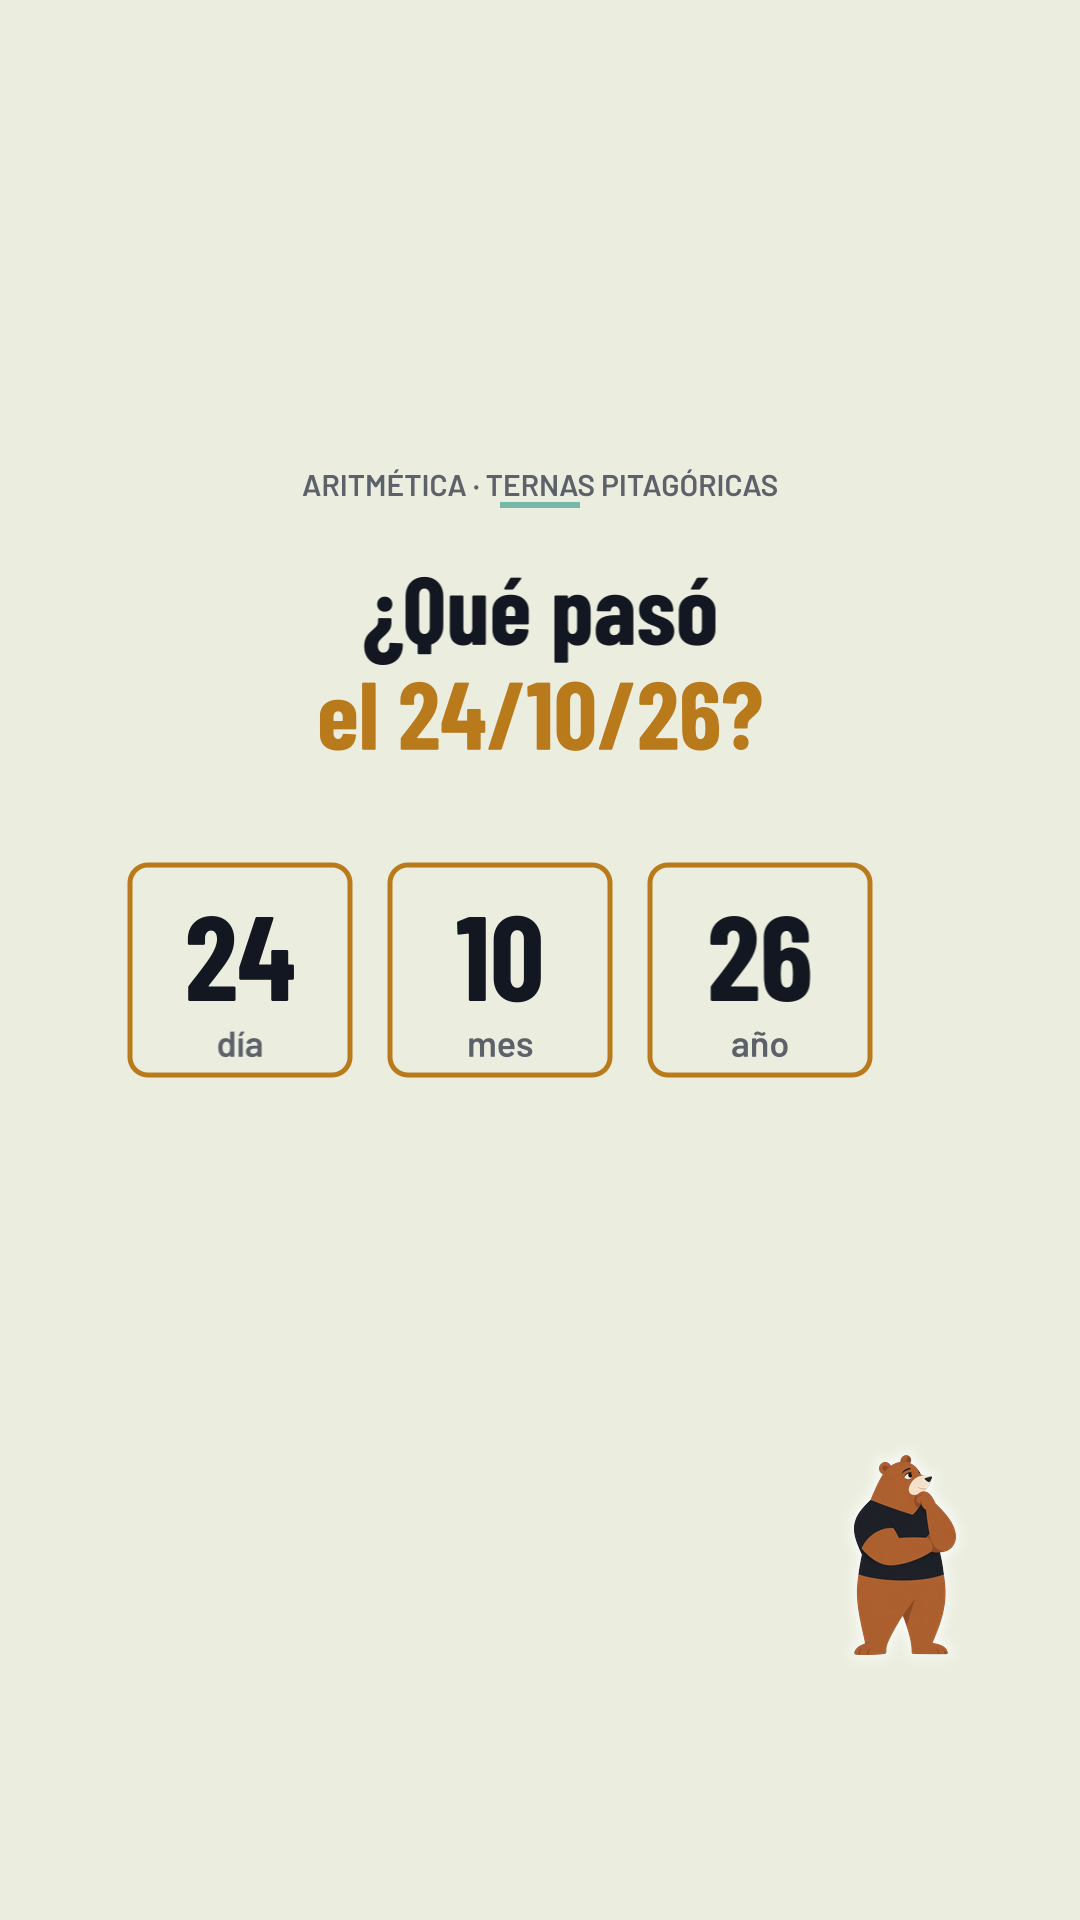 ARITMÉTICA · TERNAS PITAGÓRICAS
¿Qué pasó
el 24/10/26?
24
día
10
mes
26
año